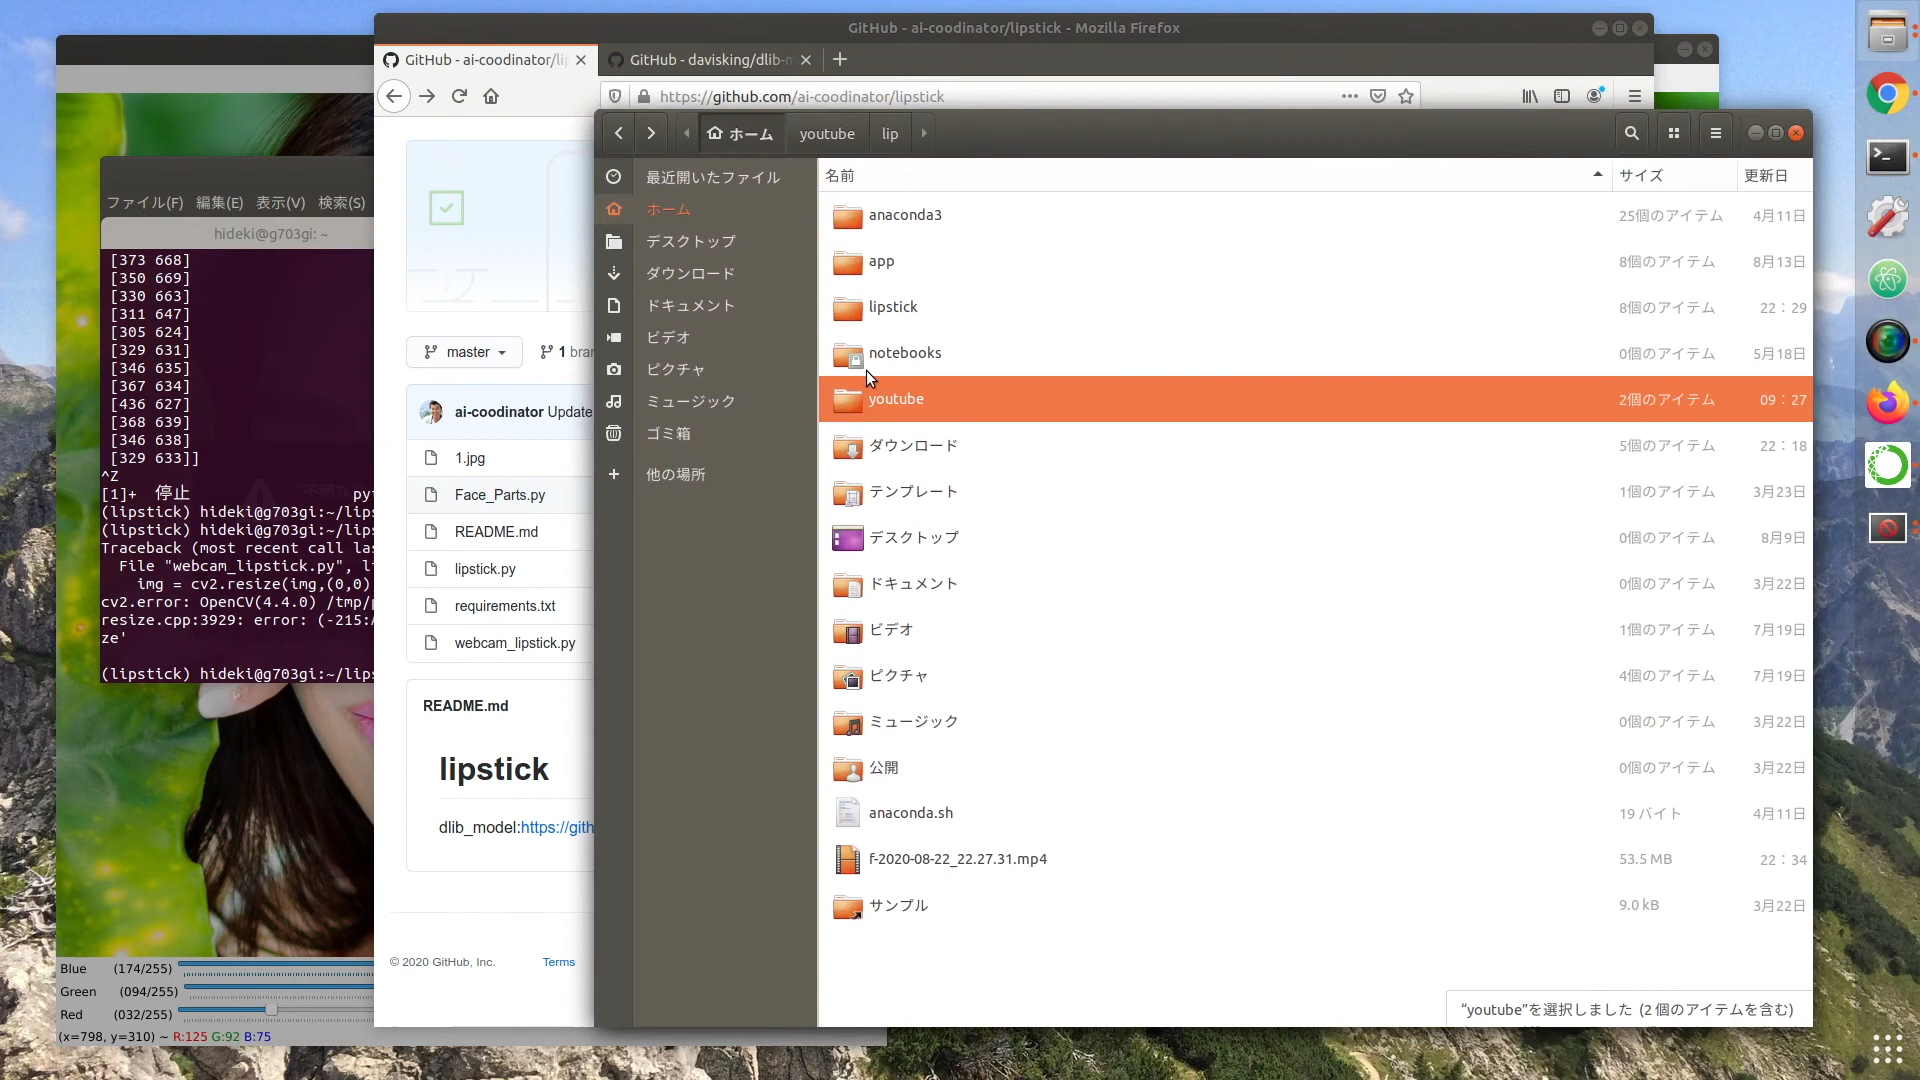 GitHub - ai-coodinator/lipstick - Mozilla Firefox
GitHub - ai-coodinator/lip
GitHub - davisking/dlib-m
https://github.com/ai-coodinator/lipstick
ホーム
youtube
lip
ファイル(F) 編集(E) 表示(V) 検索(S)
hideki@g703gi: ~
[373 668]
[350 669]
[330 663]
[311 647]
[305 624]
[329 631]
[346 635]
[367 634]
[436 627]
[368 639]
[346 638]
[329 633]]
^Z
[1]+ 停止 pyt
(lipstick) hideki@g703gi:~/lips
(lipstick) hideki@g703gi:~/lips
Traceback (most recent call las
File "webcam_lipstick.py", li
img = cv2.resize(img,(0,0)
cv2.error: OpenCV(4.4.0) /tmp/p
resize.cpp:3929: error: (-215:A
ze'
(lipstick) hideki@g703gi:~/lips
Blue (174/255)
Green (094/255)
Red (032/255)
(x=798, y=310) ~ R:125 G:92 B:75
master
1 bran
ai-coodinator Update
1.jpg
Face_Parts.py
README.md
lipstick.py
requirements.txt
webcam_lipstick.py
README.md
lipstick
dlib_model:https://gith
© 2020 GitHub, Inc. Terms
最近開いたファイル
ホーム
デスクトップ
ダウンロード
ドキュメント
ビデオ
ピクチャ
ミュージック
ゴミ箱
他の場所
名前 サイズ 更新日
anaconda3 25個のアイテム 4月11日
app 8個のアイテム 8月13日
lipstick 8個のアイテム 22：29
notebooks 0個のアイテム 5月18日
youtube 2個のアイテム 09：27
ダウンロード 5個のアイテム 22：18
テンプレート 1個のアイテム 3月23日
デスクトップ 0個のアイテム 8月9日
ドキュメント 0個のアイテム 3月22日
ビデオ 1個のアイテム 7月19日
ピクチャ 4個のアイテム 7月19日
ミュージック 0個のアイテム 3月22日
公開 0個のアイテム 3月22日
anaconda.sh 19 バイト 4月11日
f-2020-08-22_22.27.31.mp4 53.5 MB 22：34
サンプル 9.0 kB 3月22日
“youtube”を選択しました (2 個のアイテムを含む)